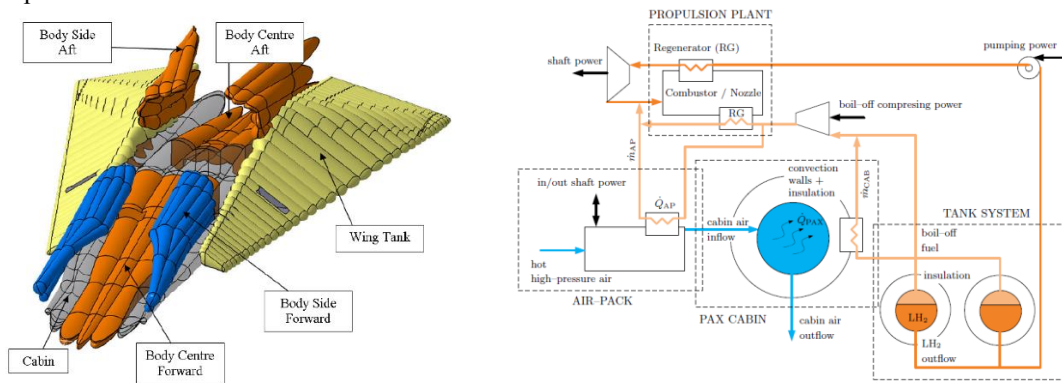 Body Side
Aft
Body Centre
Aft
Wing Tank
Body Side
Forward
Cabin
Body Centre
Forward
PROPULSION PLANT
Regenerator (RG)
pumping power
shaft power
Combustor / Nozzle
RG
boil–off compresing power
ṁAP
ṁCAB
in/out shaft power
Q̇AP
convection
walls +
insulation
Q̇PAX
cabin air
inflow
TANK SYSTEM
boil–off
fuel
hot
high–pressure air
insulation
AIR–PACK
PAX CABIN
cabin air
outflow
LH2
LH2
outflow